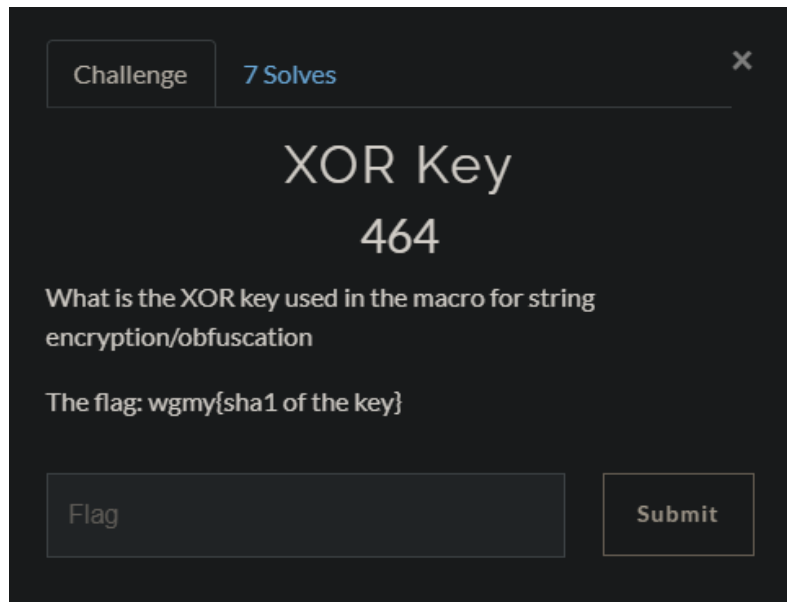 Challenge
7 Solves
×
XOR Key
464
What is the XOR key used in the macro for string
encryption/obfuscation
The flag: wgmy{sha1 of the key}
Flag
Submit